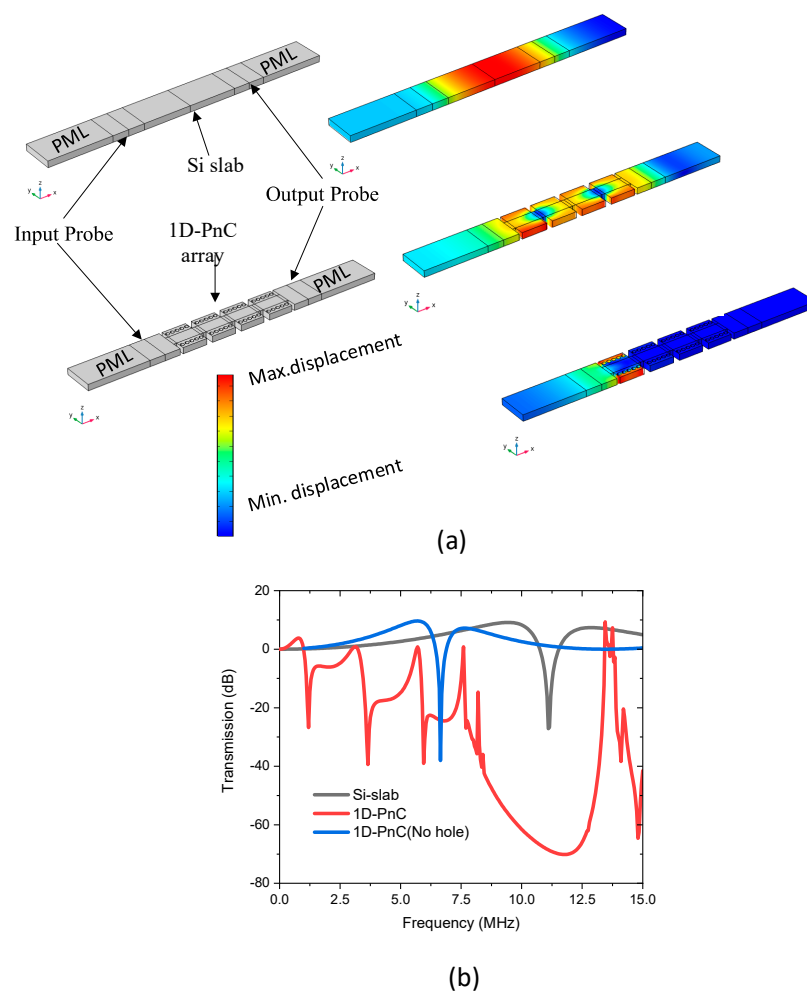 PML
PML
Si slab
Output Probe
Input Probe
1D-PnC
array
PML
PML
Max.displacement
Min. displacement
z
y
x
z
y
x
z
y
x
z
y
x
z
y
x
(a)
20
0
-20
-40
-60
-80
Transmission (dB)
Si-slab
1D-PnC
1D-PnC(No hole)
0.0
2.5
5.0
7.5
10.0
12.5
15.0
Frequency (MHz)
(b)